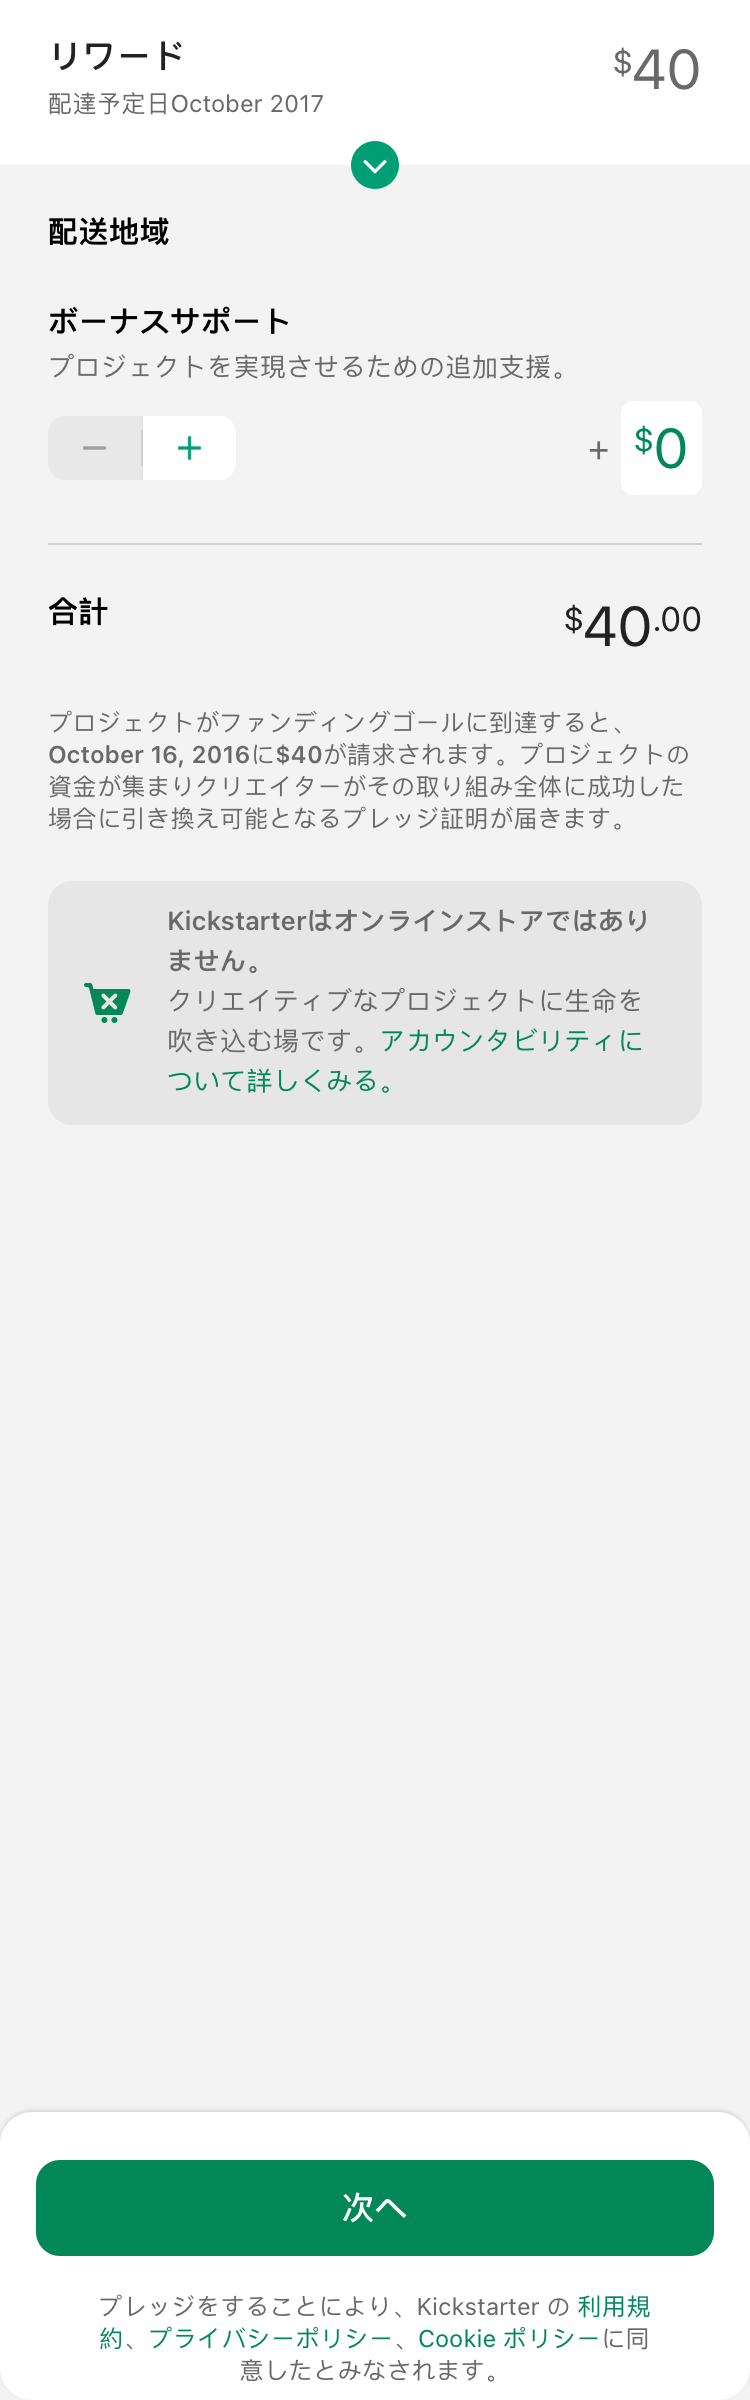 リワード
$40
配達予定日October 2017
配送地域
ボーナスサポート
プロジェクトを実現させるための追加支援。
− + + $0
合計
$40.00
プロジェクトがファンディングゴールに到達すると、
October 16, 2016に$40が請求されます。プロジェクトの
資金が集まりクリエイターがその取り組み全体に成功した
場合に引き換え可能となるプレッジ証明が届きます。
Kickstarterはオンラインストアではあり
ません。
クリエイティブなプロジェクトに生命を
吹き込む場です。アカウンタビリティに
ついて詳しくみる。
次へ
プレッジをすることにより、Kickstarter の 利用規
約、プライバシーポリシー、Cookie ポリシーに同
意したとみなされます。